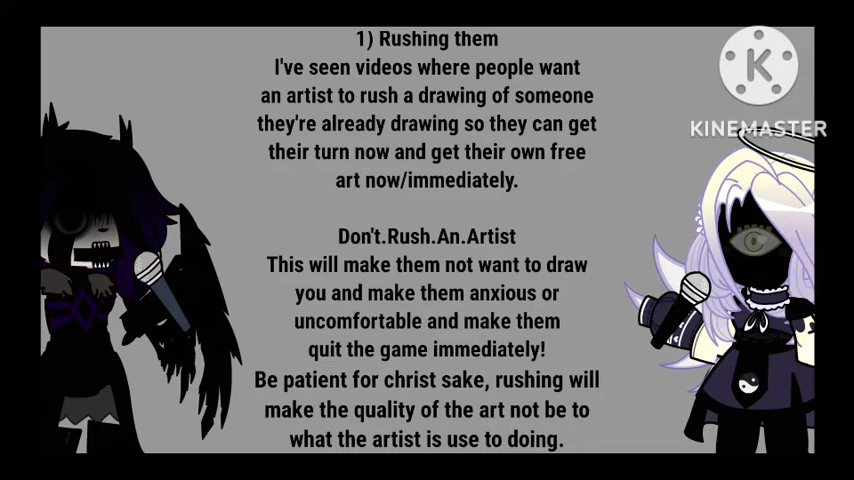 1) Rushing them
I've seen videos where people want
an artist to rush a drawing of someone
they're already drawing so they can get
their turn now and get their own free
art now/immediately.
Don't.Rush.An.Artist
This will make them not want to draw
you and make them anxious or
uncomfortable and make them
quit the game immediately!
Be patient for christ sake, rushing will
make the quality of the art not be to
what the artist is use to doing.
K
KINEMASTER